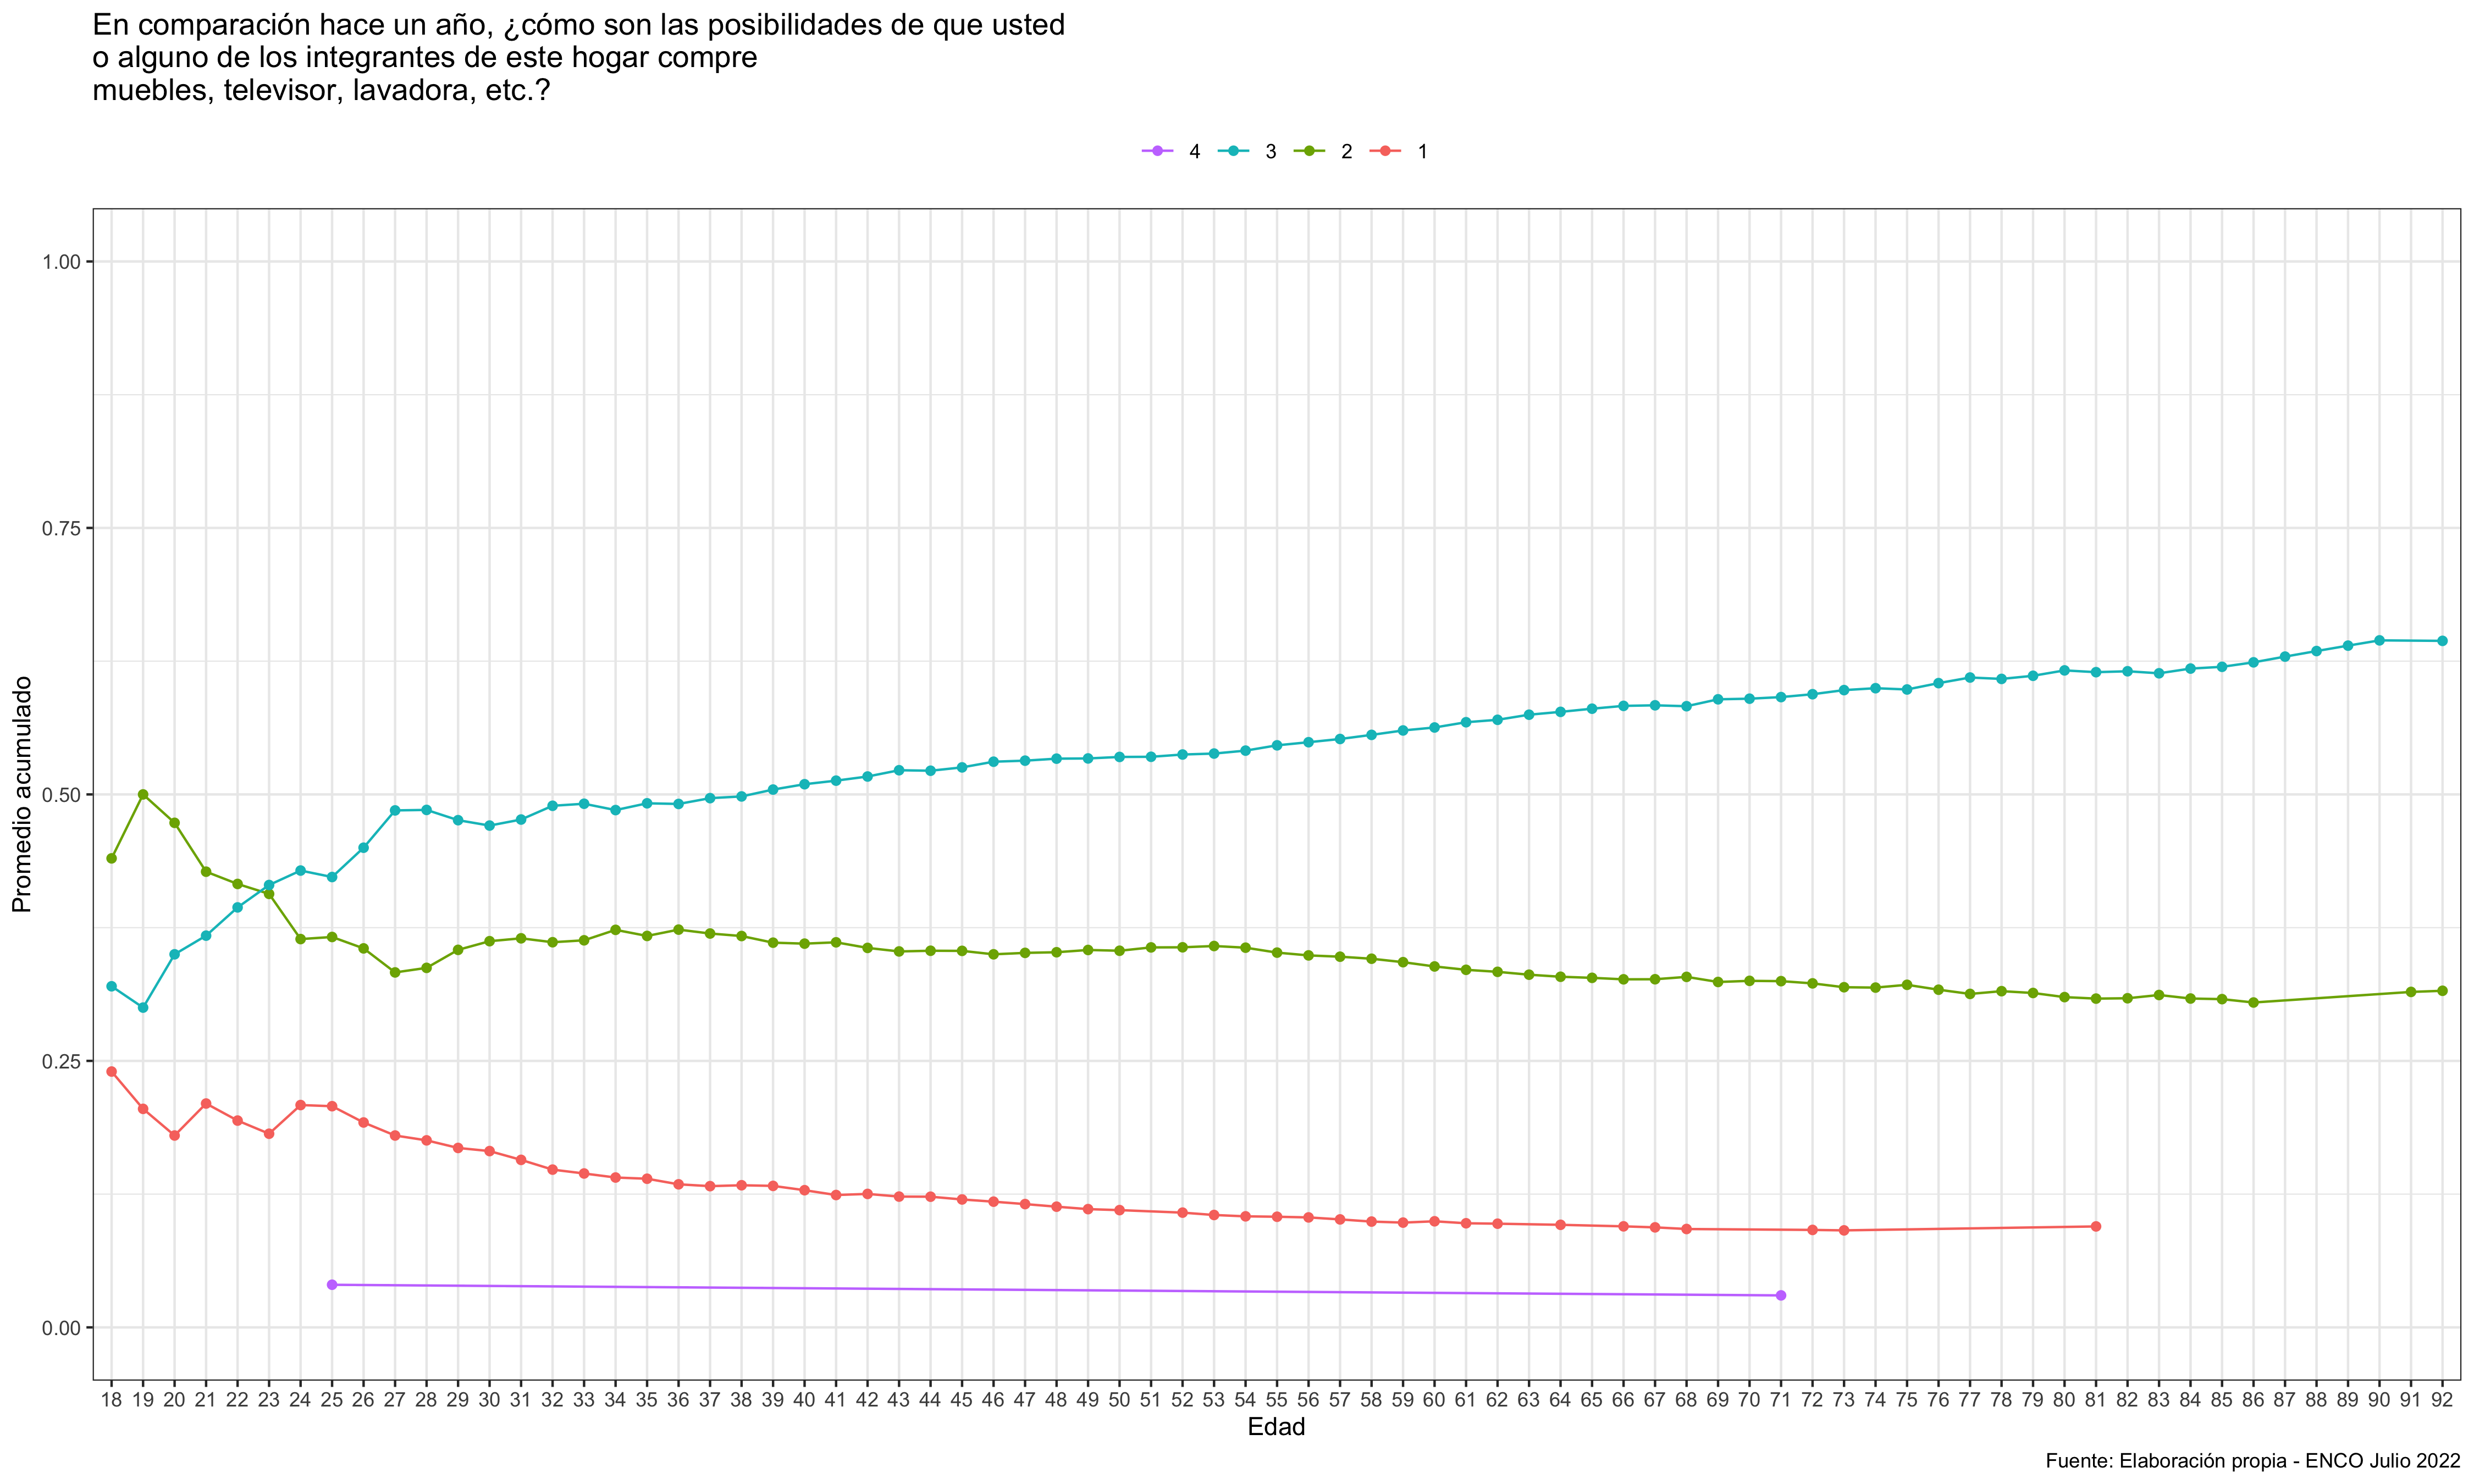 En comparación hace un año, ¿cómo son las posibilidades de que usted
o alguno de los integrantes de este hogar compre
muebles, televisor, lavadora, etc.?
4 3 2 1
1.00
0.75
0.50
0.25
0.00
Promedio acumulado
18 19 20 21 22 23 24 25 26 27 28 29 30 31 32 33 34 35 36 37 38 39 40 41 42 43 44 45 46 47 48 49 50 51 52 53 54 55 56 57 58 59 60 61 62 63 64 65 66 67 68 69 70 71 72 73 74 75 76 77 78 79 80 81 82 83 84 85 86 87 88 89 90 91 92
Edad
Fuente: Elaboración propia - ENCO Julio 2022